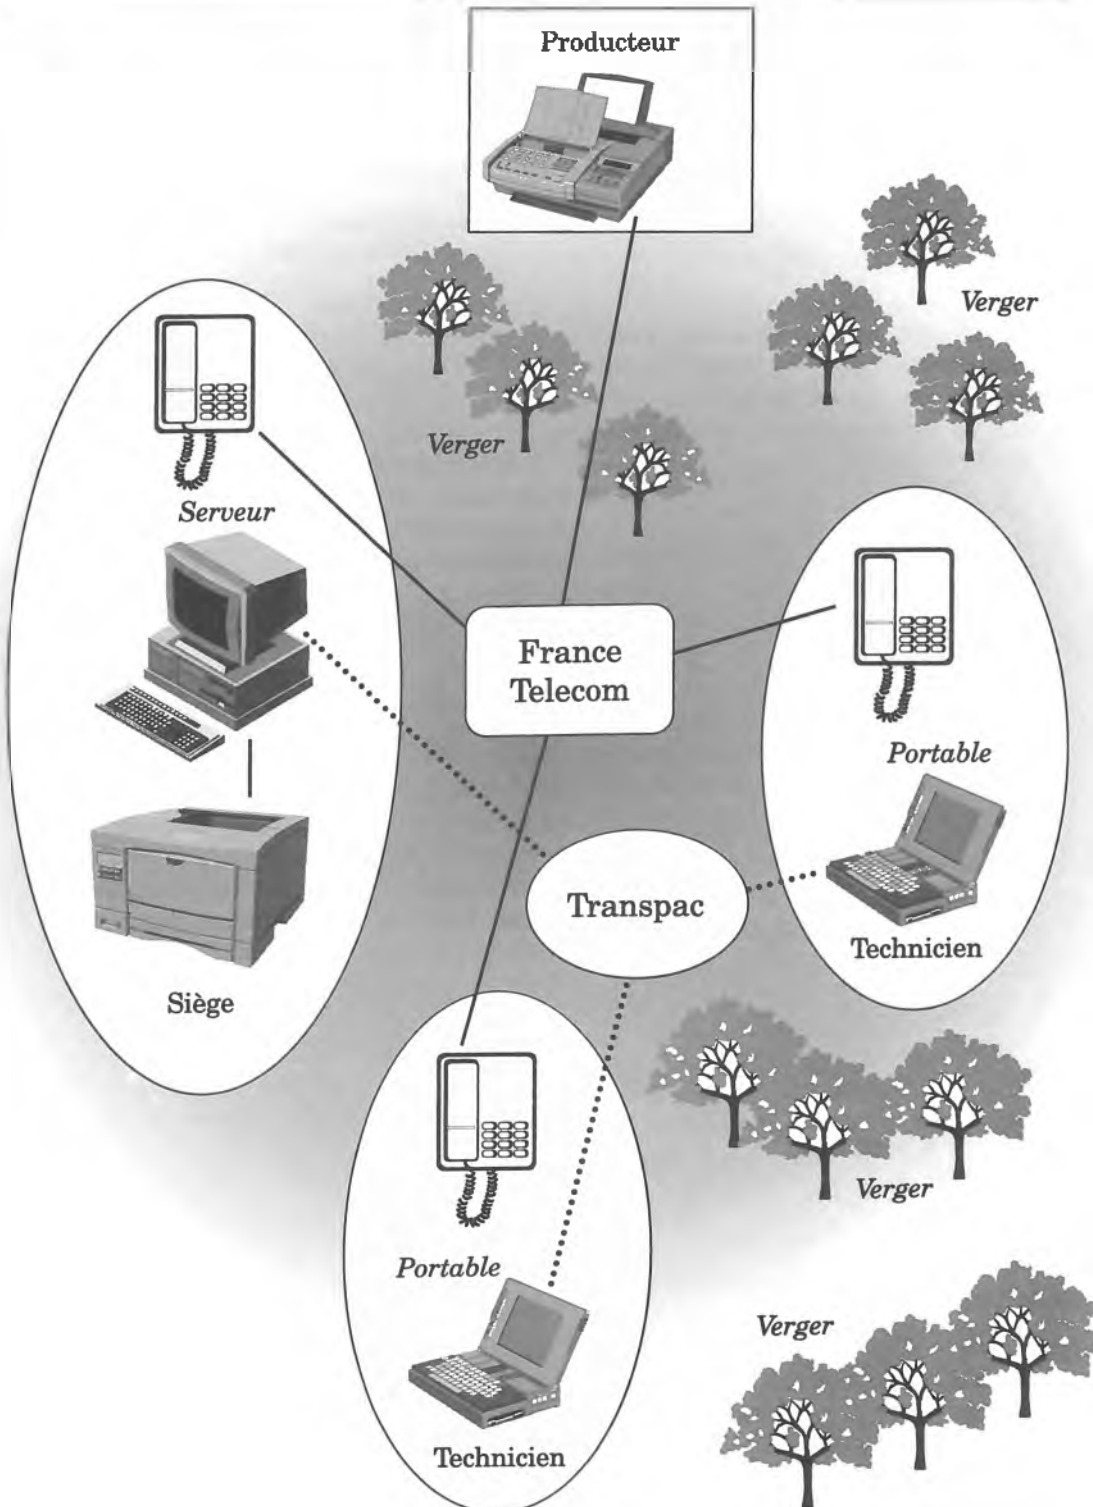 Producteur
Verger
Verger
Serveur
France
Telecom
Portable
Transpac
Technicien
Siège
Verger
Portable
Verger
Technicien